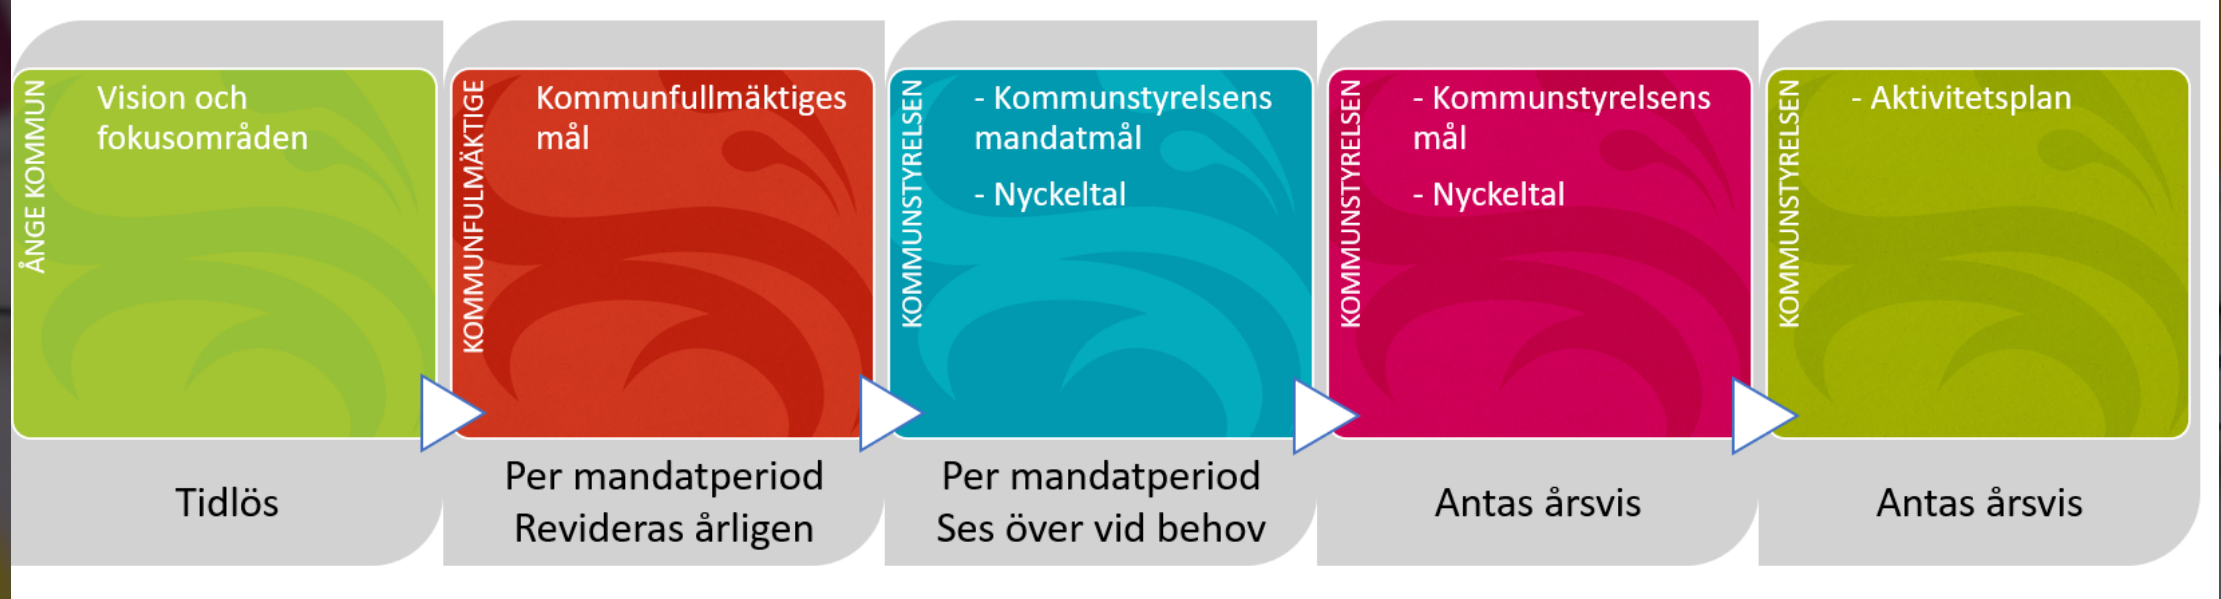 ÅNGE KOMMUN
Vision och
fokusområden
Tidlös
KOMMUNFULMÄKTIGE
Kommunfullmäktiges
mål
Per mandatperiod
Revideras årligen
KOMMUNSTYRELSEN
- Kommunstyrelsens
mandatmål
- Nyckeltal
Per mandatperiod
Ses över vid behov
KOMMUNSTYRELSEN
- Kommunstyrelsens
mål
- Nyckeltal
Antas årsvis
KOMMUNSTYRELSEN
- Aktivitetsplan
Antas årsvis